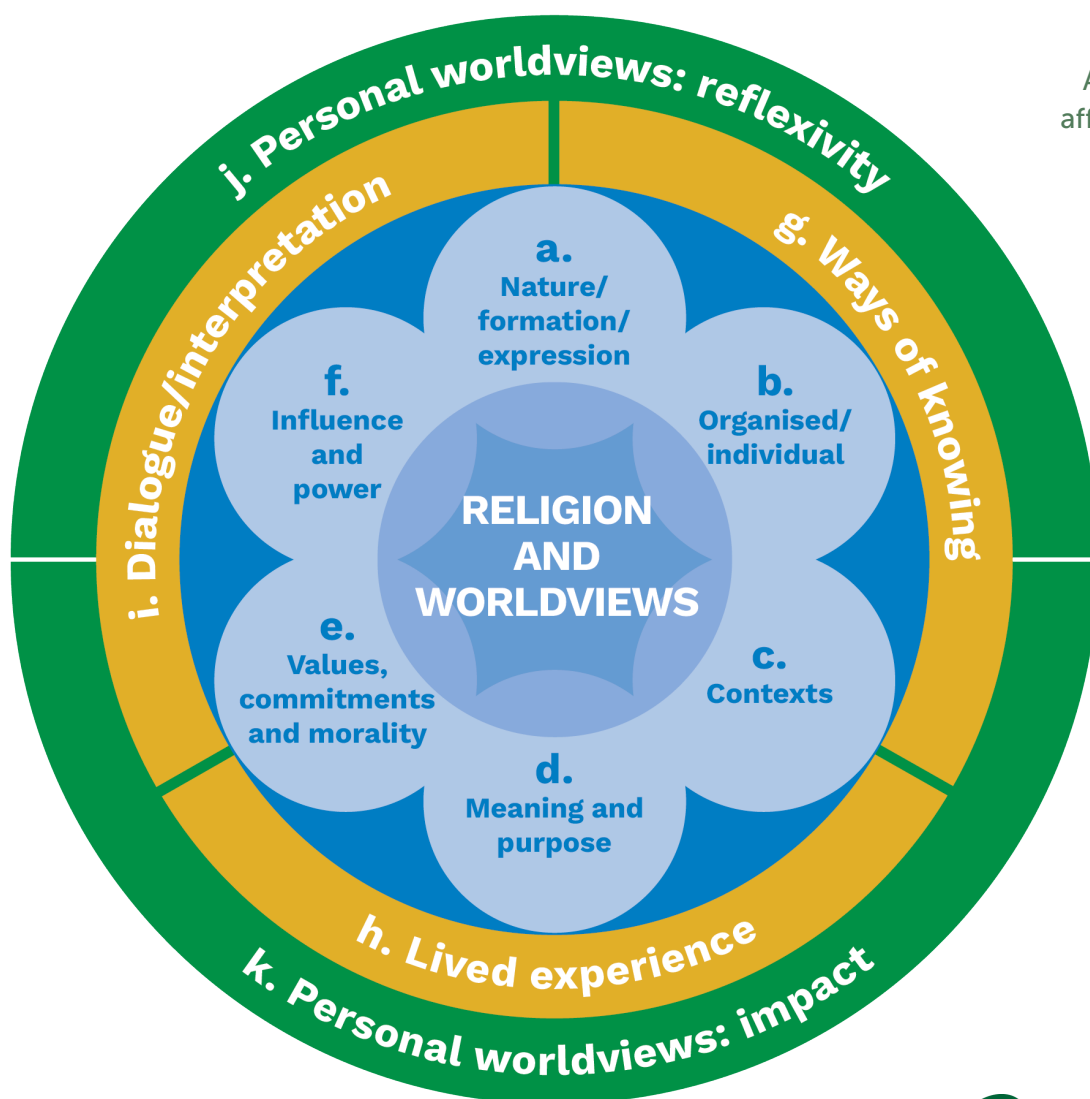 j. Personal worldviews: reflexivity
i. Dialogue/interpretation
g. Ways of knowing
a.
Nature/
formation/
expression
b.
Organised/
individual
f.
Influence
and
power
RELIGION
AND
WORLDVIEWS
e.
Values,
commitments
and morality
c.
Contexts
d.
Meaning and
purpose
h. Lived experience
k. Personal worldviews: impact